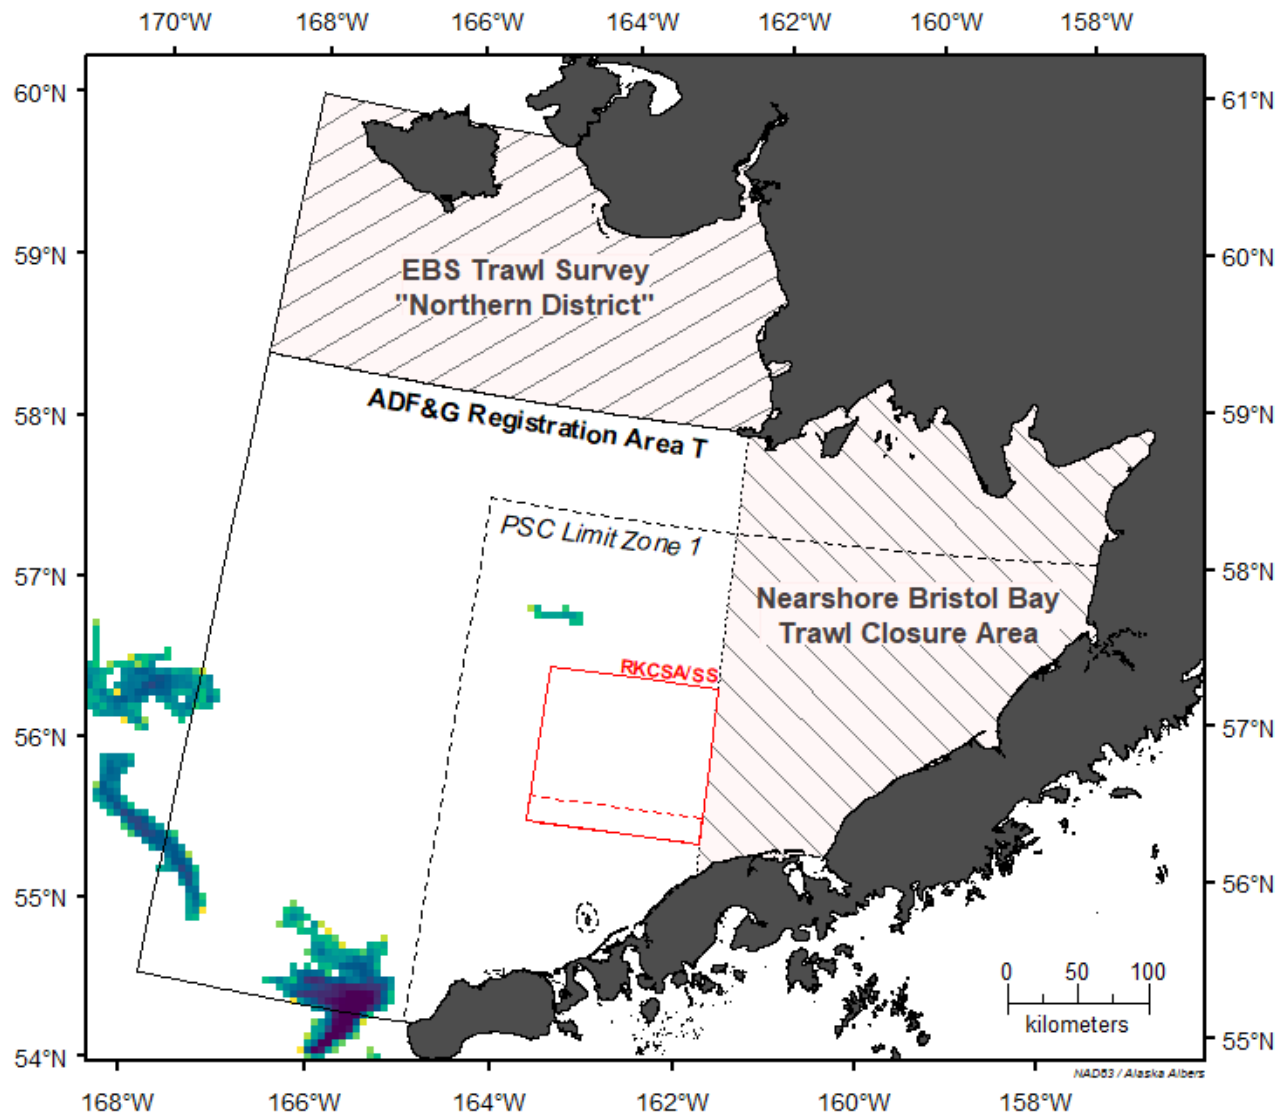 170°W 168°W 166°W 164°W 162°W 160°W 158°W
60°N
61°N
59°N
60°N
EBS Trawl Survey
"Northern District"
58°N
59°N
ADF&G Registration Area T
PSC Limit Zone 1
57°N
58°N
Nearshore Bristol Bay
Trawl Closure Area
RKCSA/SS
56°N
57°N
55°N
56°N
0 50 100
kilometers
54°N
55°N
NAD83 / Alaska Albers
168°W 166°W 164°W 162°W 160°W 158°W